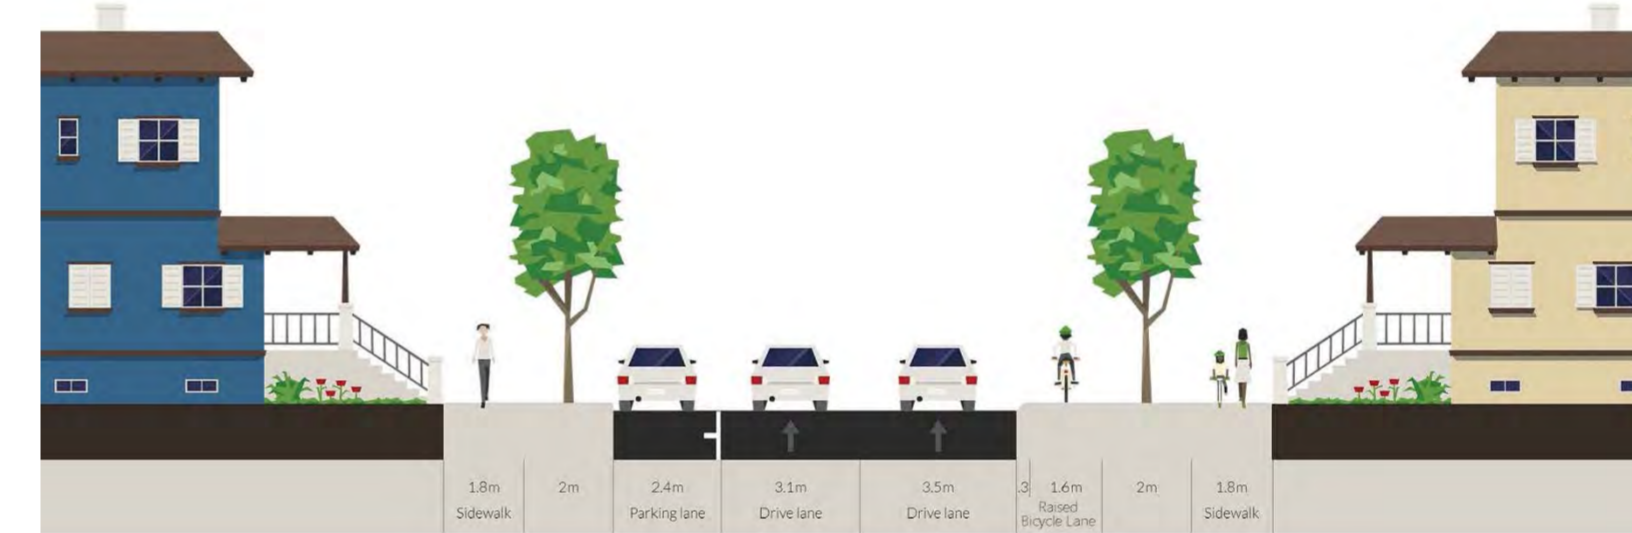 1.8m
Sidewalk
2m
2.4m
Parking lane
3.1m
Drive lane
3.5m
Drive lane
.3
1.6m
Raised
Bicycle Lane
2m
1.8m
Sidewalk